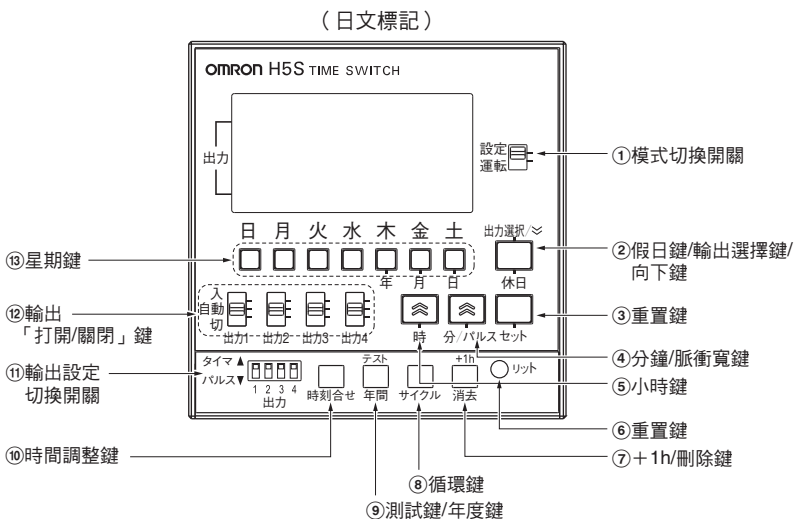 （日文標記）
OMRON H5S TIME SWITCH
出力
設定
運転
①模式切換開關
日 月 火 水 木 金 土
年 月 日
出力選択/≫
休日
②假日鍵/輸出選擇鍵/
向下鍵
⑬星期鍵
入
自動
切
出力1 出力2 出力3 出力4
⑫輸出
「打開/關閉」鍵
時 分/パルス セット
③重置鍵
④分鐘/脈衝寬鍵
⑤小時鍵
タイマ▲
パルス▼
1 2 3 4
出力
⑪輸出設定
切換開關
時刻合せ
テスト
年間
サイクル
+1h
消去
リット
⑥重置鍵
⑦＋1h/刪除鍵
⑩時間調整鍵
⑧循環鍵
⑨測試鍵/年度鍵